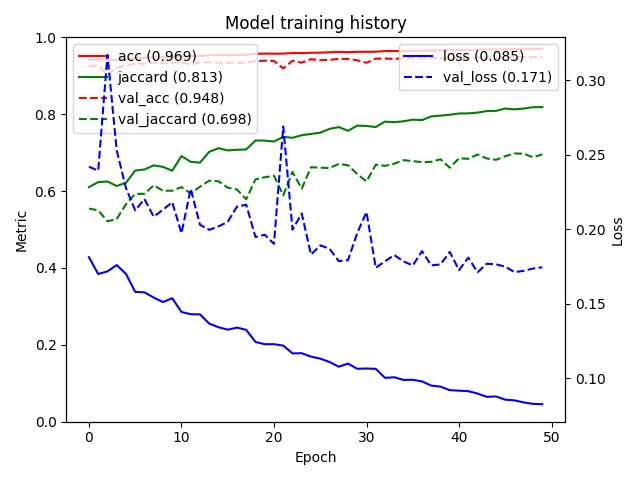 Model training history
acc (0.969)
jaccard (0.813)
val_acc (0.948)
val_jaccard (0.698)
loss (0.085)
val_loss (0.171)
1.0
0.8
0.6
0.4
0.2
0.0
Metric
0.30
0.25
0.20
0.15
0.10
Loss
0 10 20 30 40 50
Epoch